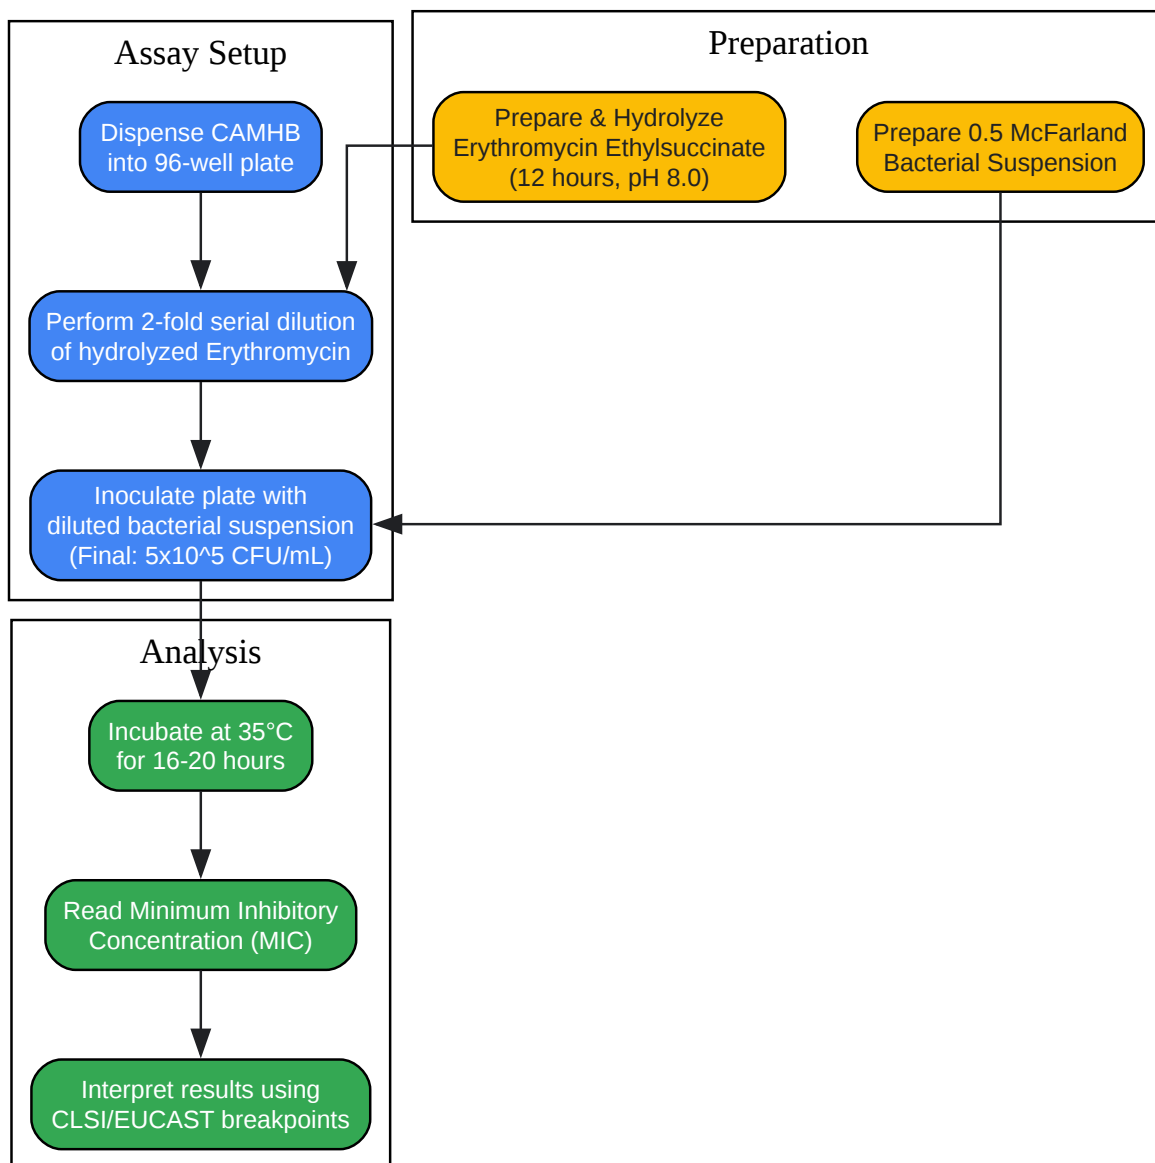 Assay Setup
Dispense CAMHB
into 96-well plate
Perform 2-fold serial dilution
of hydrolyzed Erythromycin
Inoculate plate with
diluted bacterial suspension
(Final: 5x10^5 CFU/mL)
Preparation
Prepare & Hydrolyze
Erythromycin Ethylsuccinate
(12 hours, pH 8.0)
Prepare 0.5 McFarland
Bacterial Suspension
Analysis
Incubate at 35°C
for 16-20 hours
Read Minimum Inhibitory
Concentration (MIC)
Interpret results using
CLSI/EUCAST breakpoints